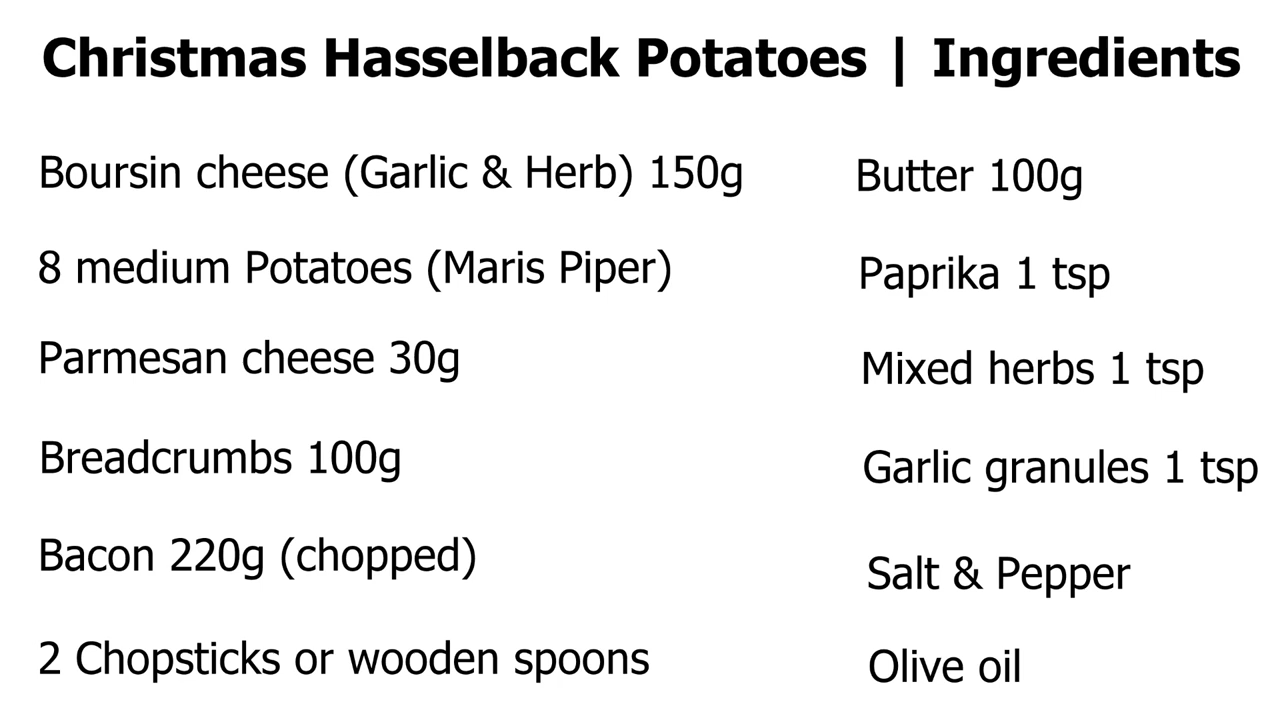 Christmas Hasselback Potatoes | Ingredients
Boursin cheese (Garlic & Herb) 150g
8 medium Potatoes (Maris Piper)
Parmesan cheese 30g
Breadcrumbs 100g
Bacon 220g (chopped)
2 Chopsticks or wooden spoons
Butter 100g
Paprika 1 tsp
Mixed herbs 1 tsp
Garlic granules 1 tsp
Salt & Pepper
Olive oil